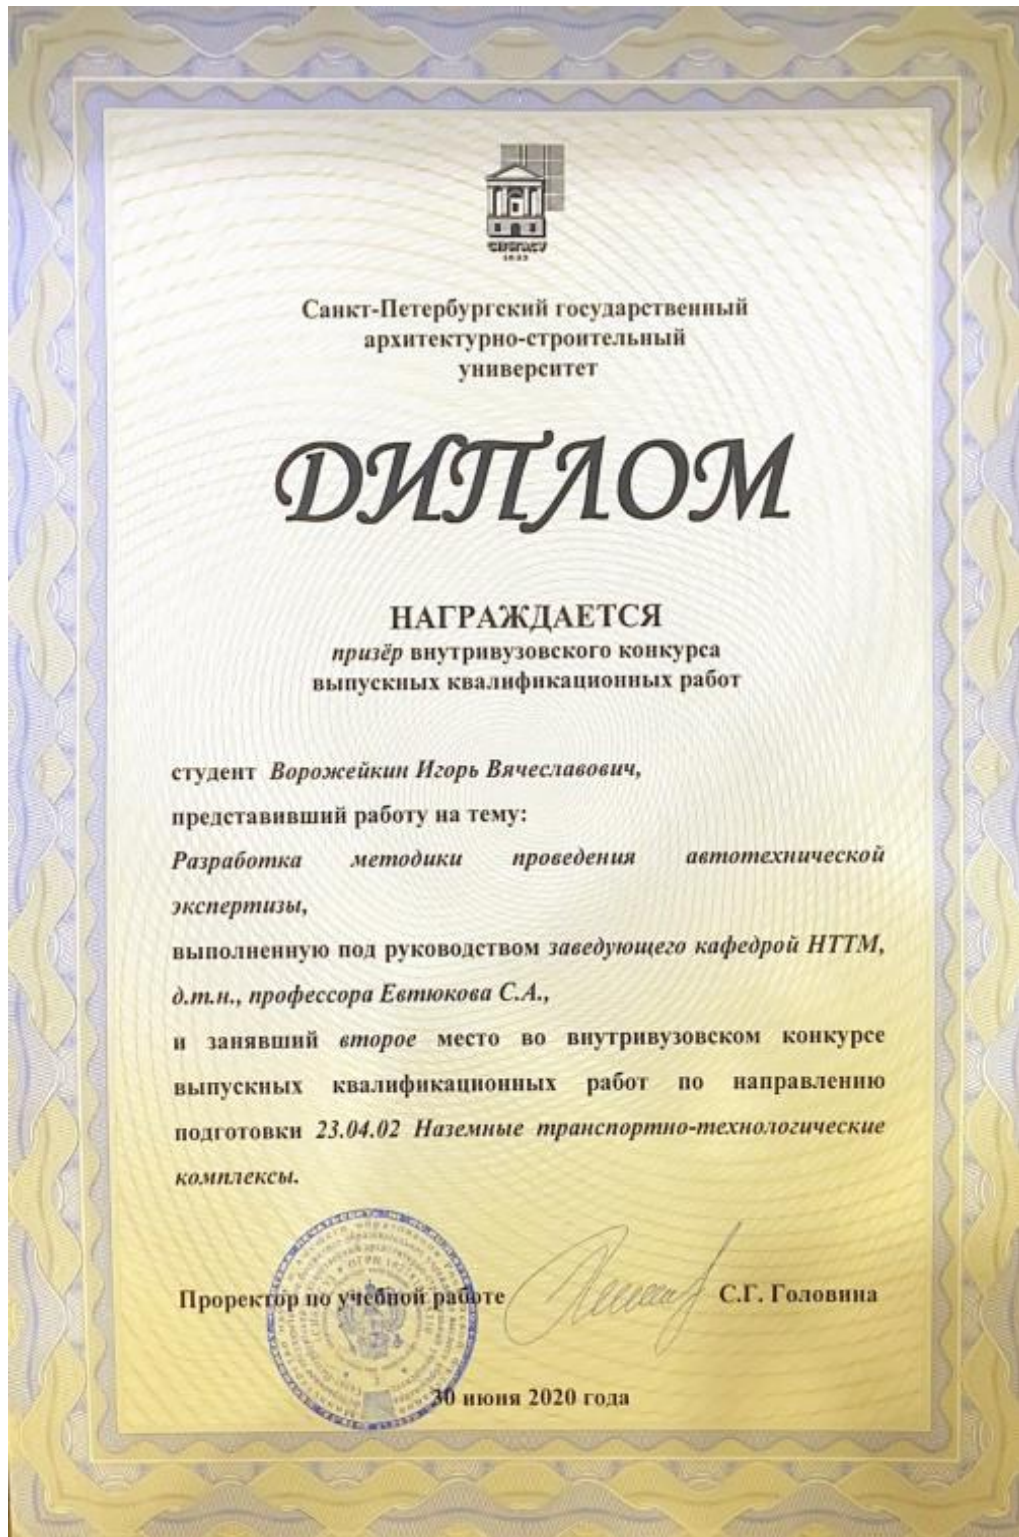 СПбГАСУ
Санкт-Петербургский государственный
архитектурно-строительный
университет
ДИПЛОМ
НАГРАЖДАЕТСЯ
призёр внутривузовского конкурса
выпускных квалификационных работ
студент Ворожейкин Игорь Вячеславович,
представивший работу на тему:
Разработка методики проведения автотехнической
экспертизы,
выполненную под руководством заведующего кафедрой НТТМ,
д.т.н., профессора Евтюкова С.А.,
и занявший второе место во внутривузовском конкурсе
выпускных квалификационных работ по направлению
подготовки 23.04.02 Наземные транспортно-технологические
комплексы.
Проректор по учебной работе С.Г. Головина
30 июня 2020 года